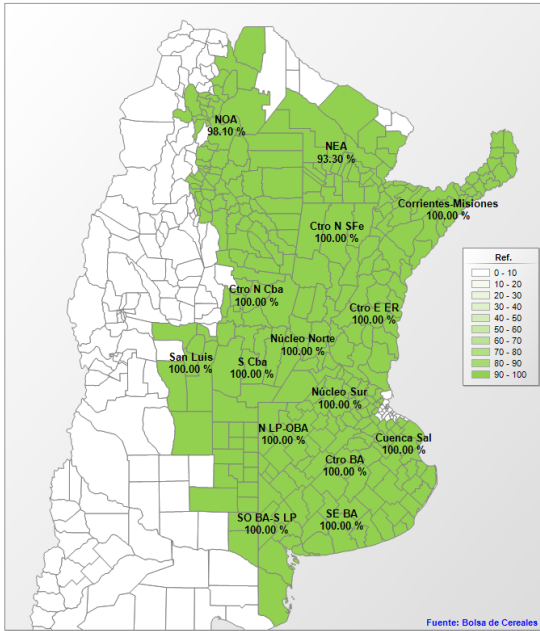 NOA
98.10 %
NEA
93.30 %
Corrientes-Misiones
100.00 %
Ctro N SFe
100.00 %
Ref.
0 - 10
10 - 20
20 - 30
30 - 40
40 - 50
50 - 60
60 - 70
70 - 80
80 - 90
90 - 100
Ctro N Cba
100.00 %
Ctro E ER
100.00 %
Núcleo Norte
100.00 %
San Luis
100.00 %
S Cba
100.00 %
Núcleo Sur
100.00 %
N LP-OBA
100.00 %
Cuenca Sal
100.00 %
Ctro BA
100.00 %
SO BA-S LP
100.00 %
SE BA
100.00 %
Fuente: Bolsa de Cereales